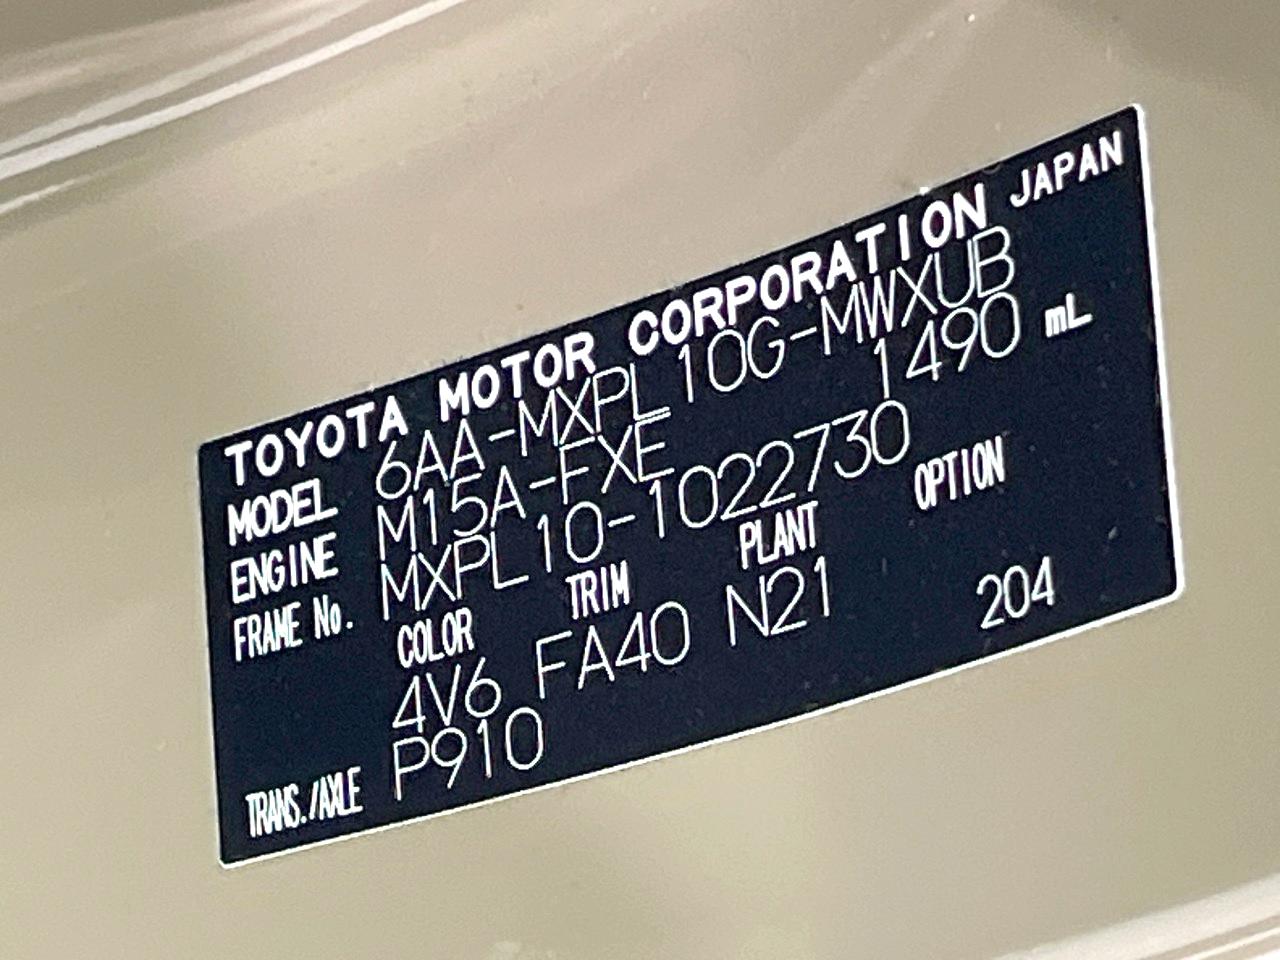 TOYOTA MOTOR CORPORATION JAPAN
MODEL 6AA-MXPL10G-MWXUB
ENGINE M15A-FXE 1490 mL
FRAME No. MXPL10-1022730
COLOR TRIM PLANT OPTION
4V6 FA40 N21 204
TRANS./AXLE P910